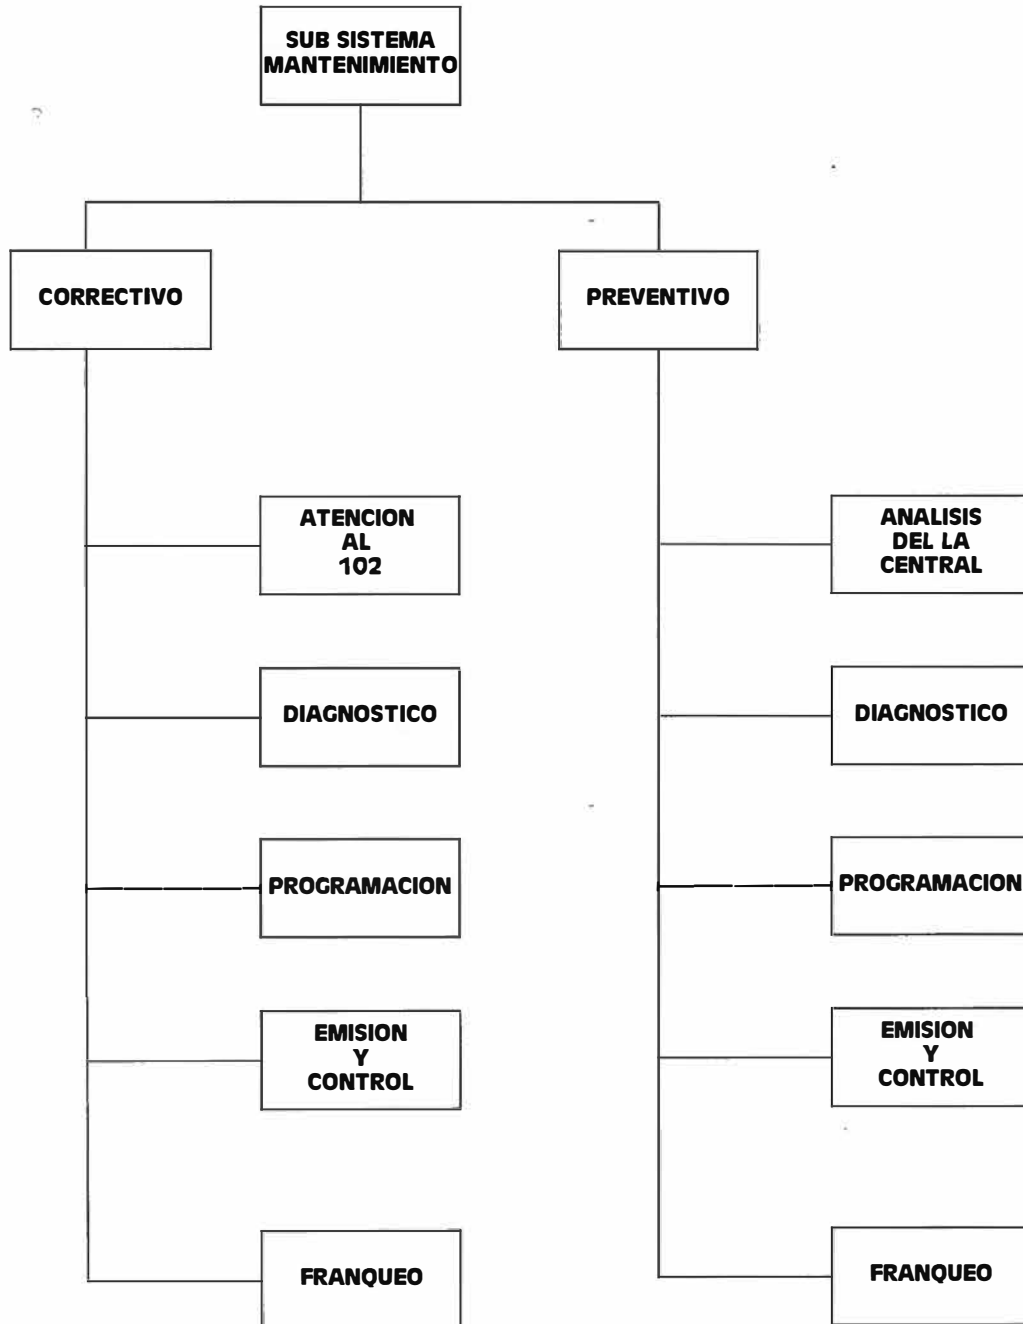 SUB SISTEMA
MANTENIMIENTO
CORRECTIVO
PREVENTIVO
ATENCION
AL
102
DIAGNOSTICO
PROGRAMACION
EMISION
Y
CONTROL
FRANQUEO
ANALISIS
DEL LA
CENTRAL
DIAGNOSTICO
PROGRAMACION
EMISION
Y
CONTROL
FRANQUEO